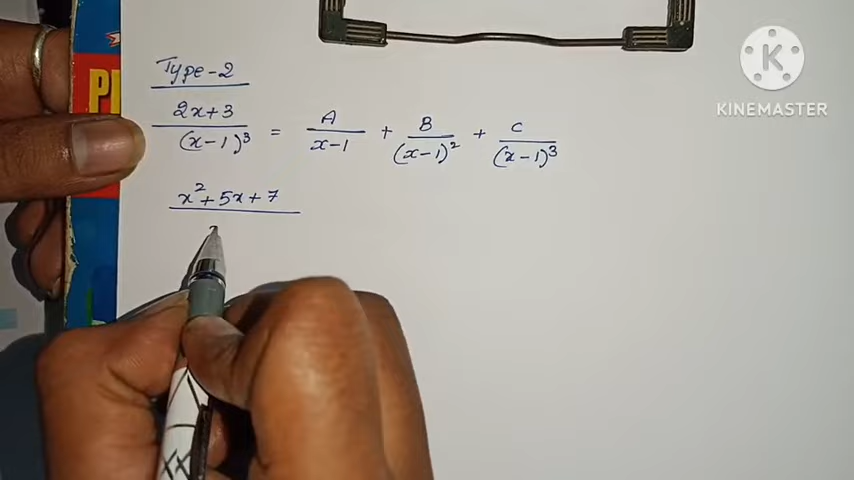 Type-2
2x+3/(x-1)³ = A/x-1 + B/(x-1)² + C/(x-1)³
x²+5x+7
KINEMASTER